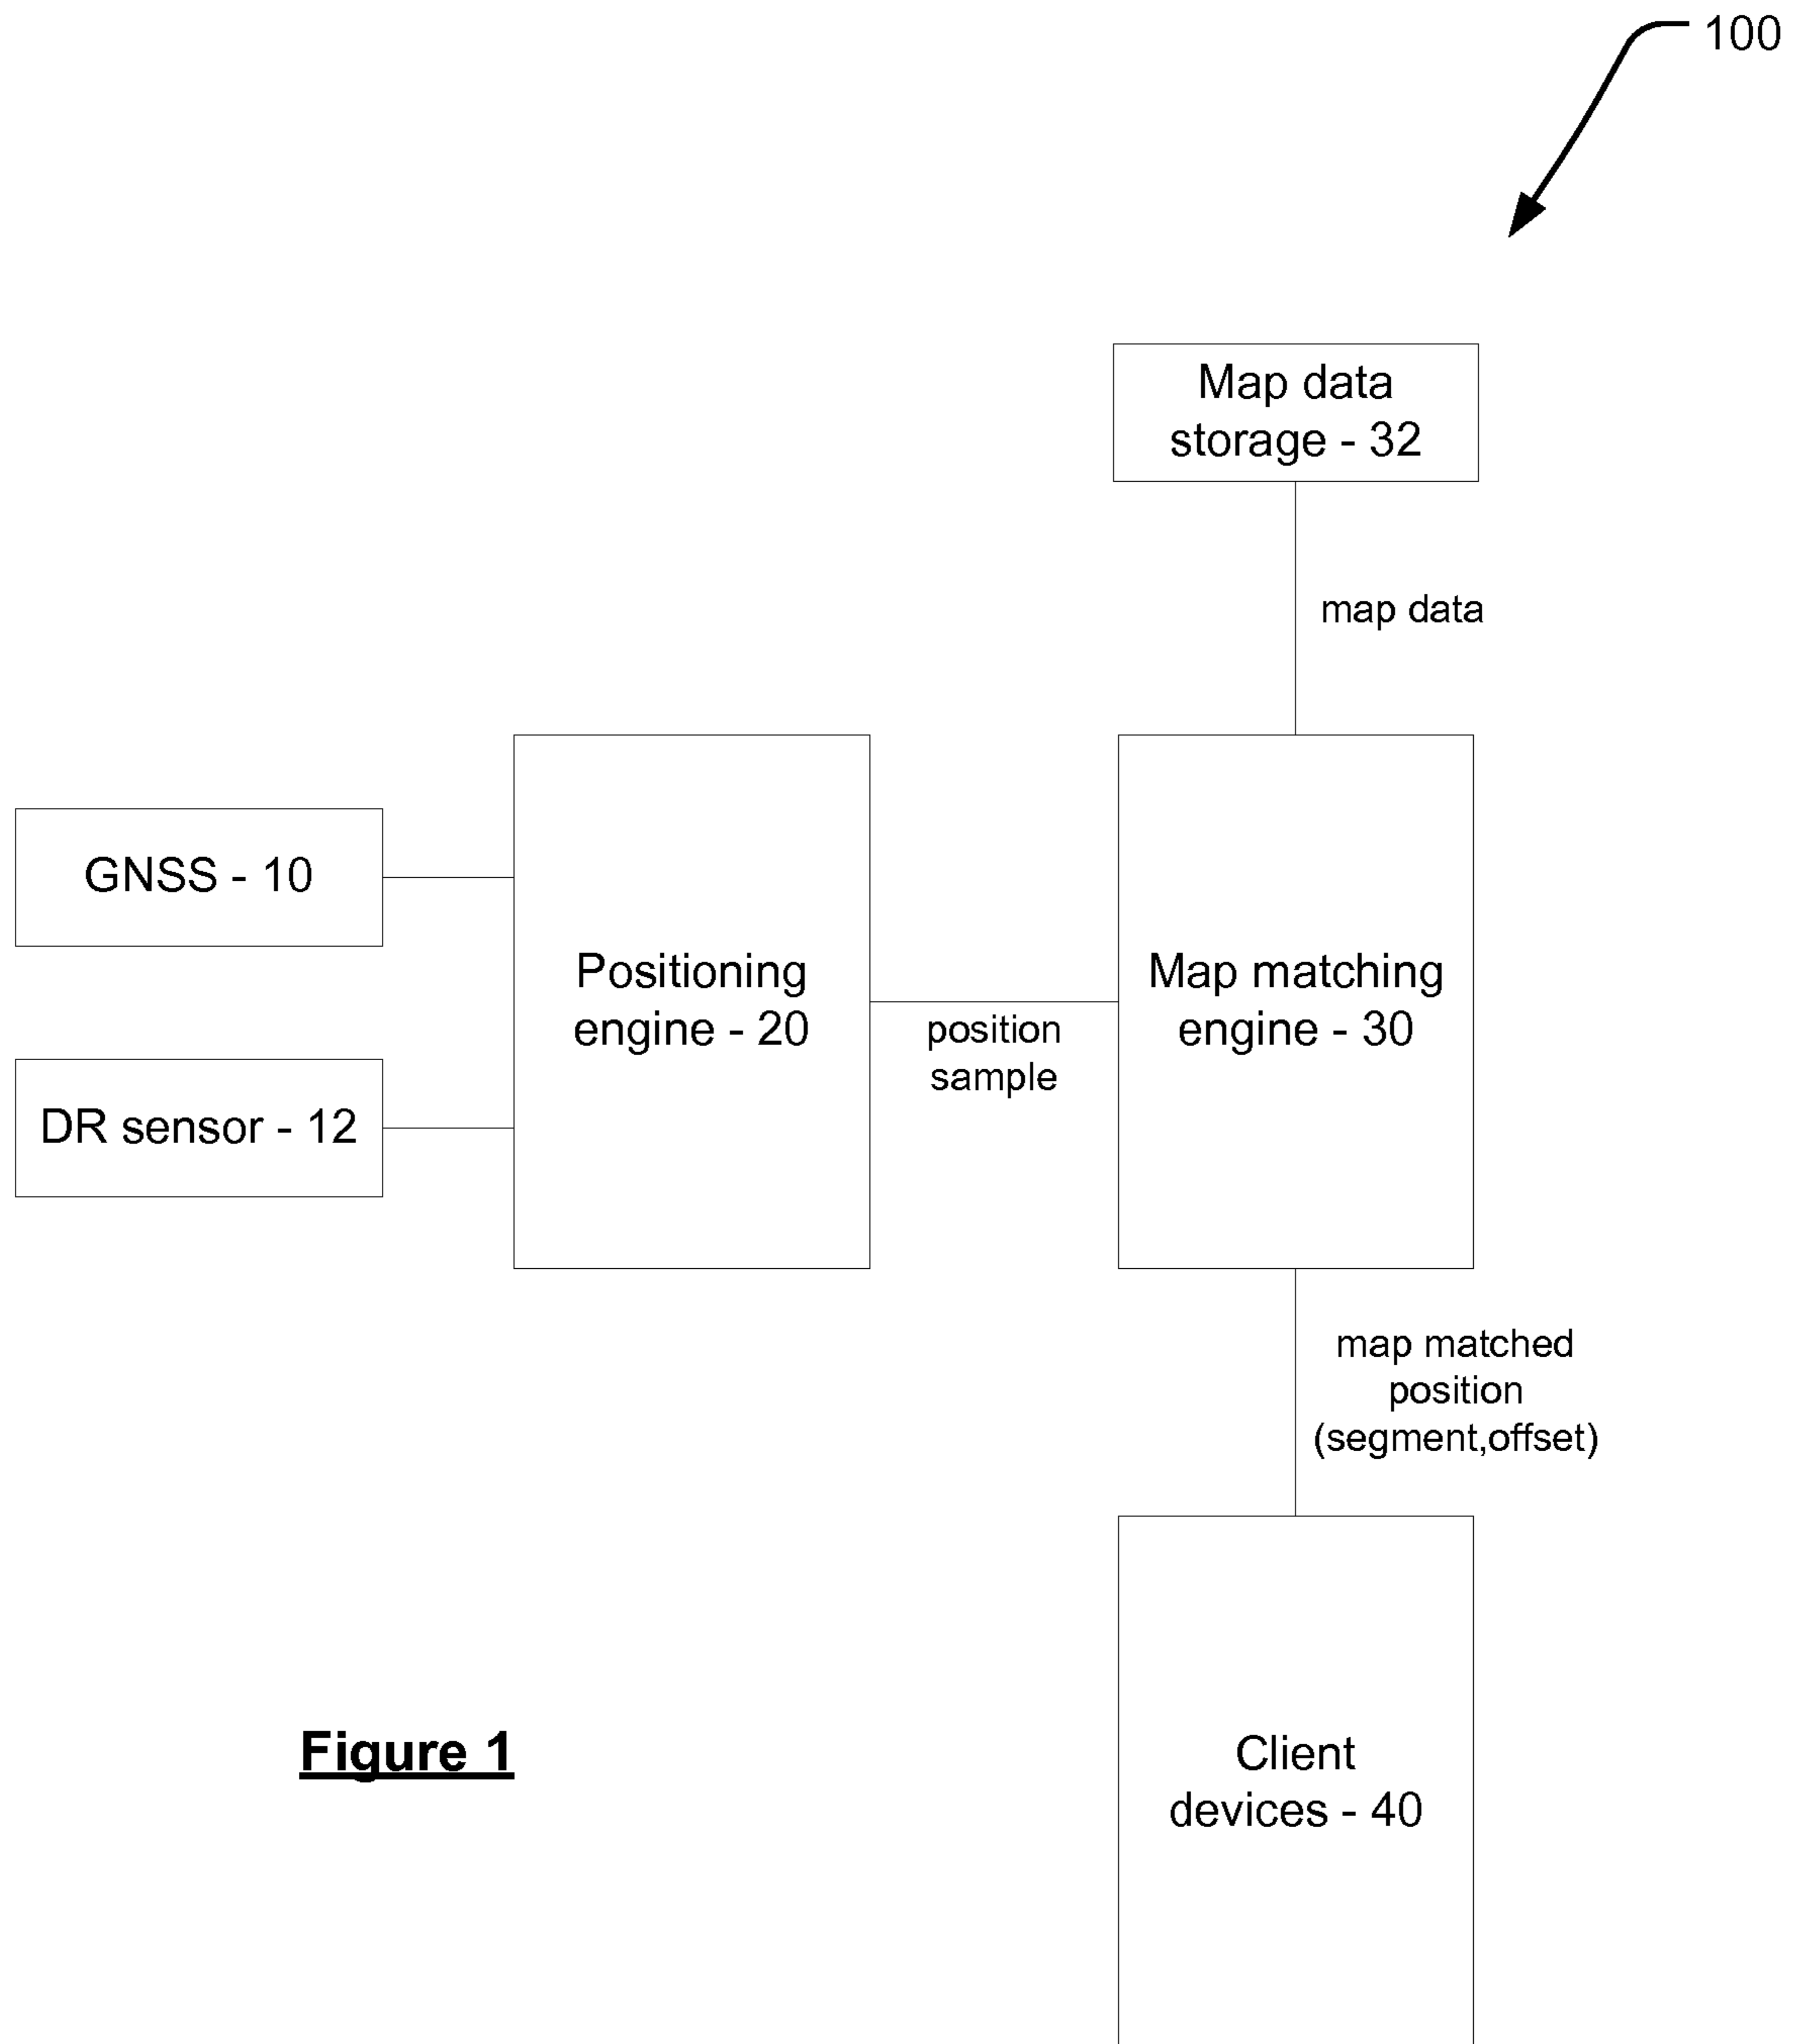 100
Map data
storage - 32
map data
GNSS - 10
DR sensor - 12
Positioning
engine - 20
position
sample
Map matching
engine - 30
map matched
position
(segment,offset)
Client
devices - 40
Figure 1